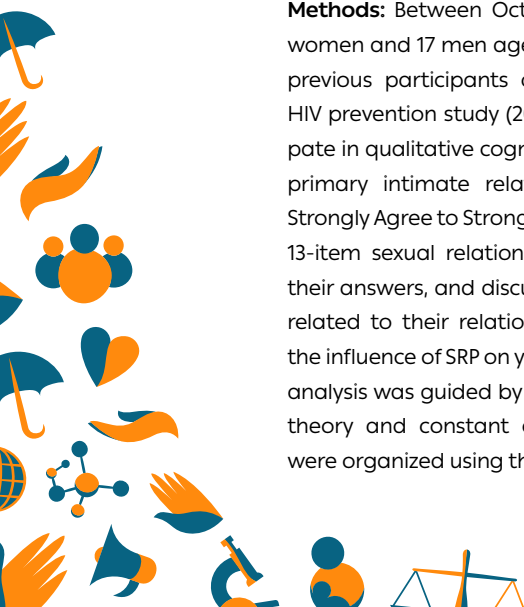 Methods: Between Oct
women and 17 men age
previous participants
HIV prevention study (20
pate in qualitative cogn
primary intimate rela
Strongly Agree to Strong
13-item sexual relation
their answers, and discu
related to their relatio
the influence of SRP on y
analysis was guided by
theory and constant
were organized using th